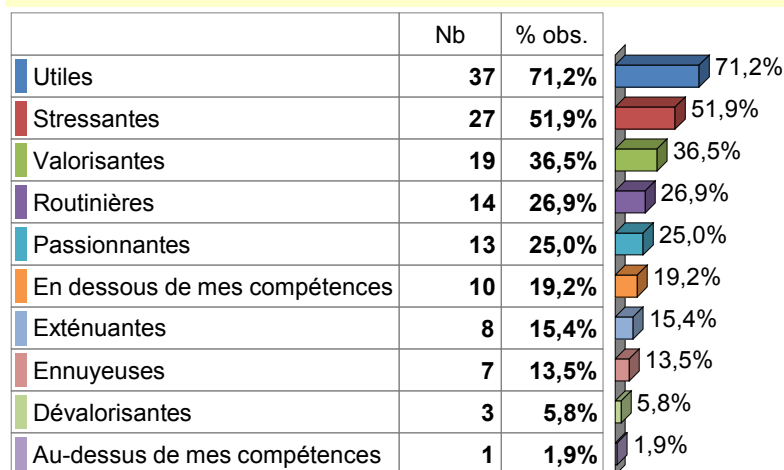 Nb % obs.
Utiles 37 71,2% 71,2%
Stressantes 27 51,9% 51,9%
Valorisantes 19 36,5% 36,5%
Routinières 14 26,9% 26,9%
Passionnantes 13 25,0% 25,0%
En dessous de mes compétences 10 19,2% 19,2%
Exténuantes 8 15,4% 15,4%
Ennuyeuses 7 13,5% 13,5%
Dévalorisantes 3 5,8% 5,8%
Au-dessus de mes compétences 1 1,9% 1,9%